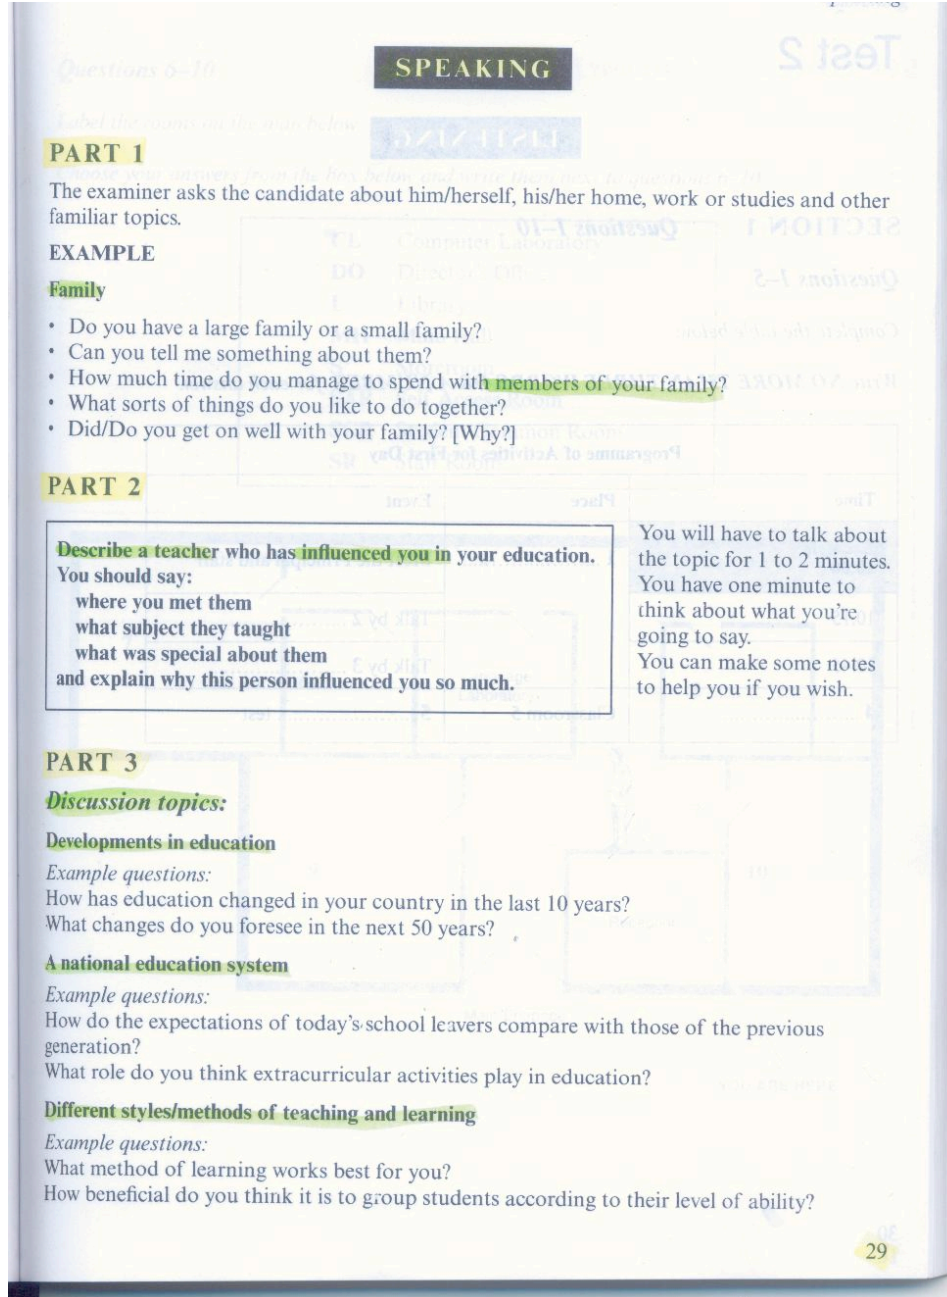 SPEAKING
PART 1
The examiner asks the candidate about him/herself, his/her home, work or studies and other
familiar topics.
EXAMPLE
Family
• Do you have a large family or a small family?
• Can you tell me something about them?
• How much time do you manage to spend with members of your family?
• What sorts of things do you like to do together?
• Did/Do you get on well with your family? [Why?]
PART 2
Describe a teacher who has influenced you in your education.
You should say:
where you met them
what subject they taught
what was special about them
and explain why this person influenced you so much.
You will have to talk about
the topic for 1 to 2 minutes.
You have one minute to
think about what you're
going to say.
You can make some notes
to help you if you wish.
PART 3
Discussion topics:
Developments in education
Example questions:
How has education changed in your country in the last 10 years?
What changes do you foresee in the next 50 years?
A national education system
Example questions:
How do the expectations of today's school leavers compare with those of the previous
generation?
What role do you think extracurricular activities play in education?
Different styles/methods of teaching and learning
Example questions:
What method of learning works best for you?
How beneficial do you think it is to group students according to their level of ability?
29